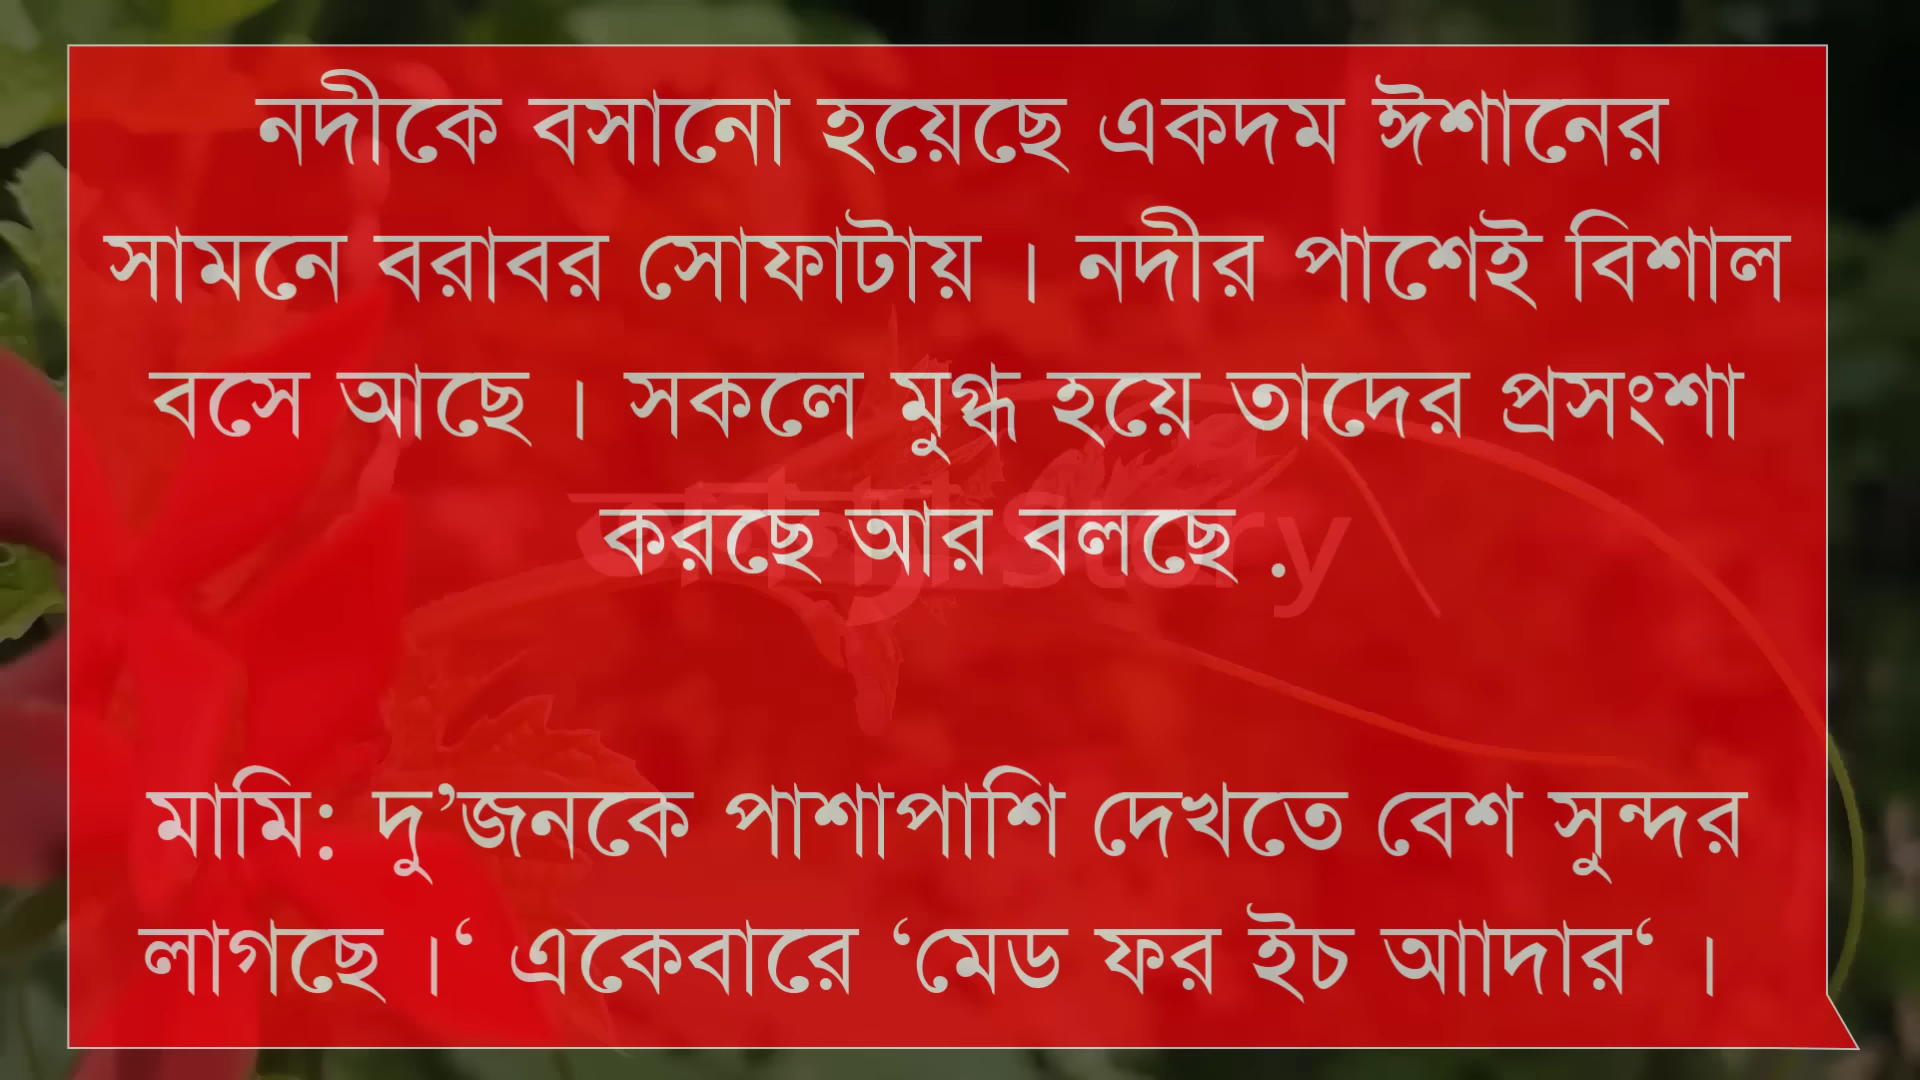 নদীকে বসানো হয়েছে একদম ঈশানের
সামনে বরাবর সোফাটায় । নদীর পাশেই বিশাল
বসে আছে । সকলে মুগ্ধ হয়ে তাদের প্রসংশা
করছে আর বলছে .
Story
মামি: দু’জনকে পাশাপাশি দেখতে বেশ সুন্দর
লাগছে ।‘ একেবারে ‘মেড ফর ইচ আাদার‘ ।